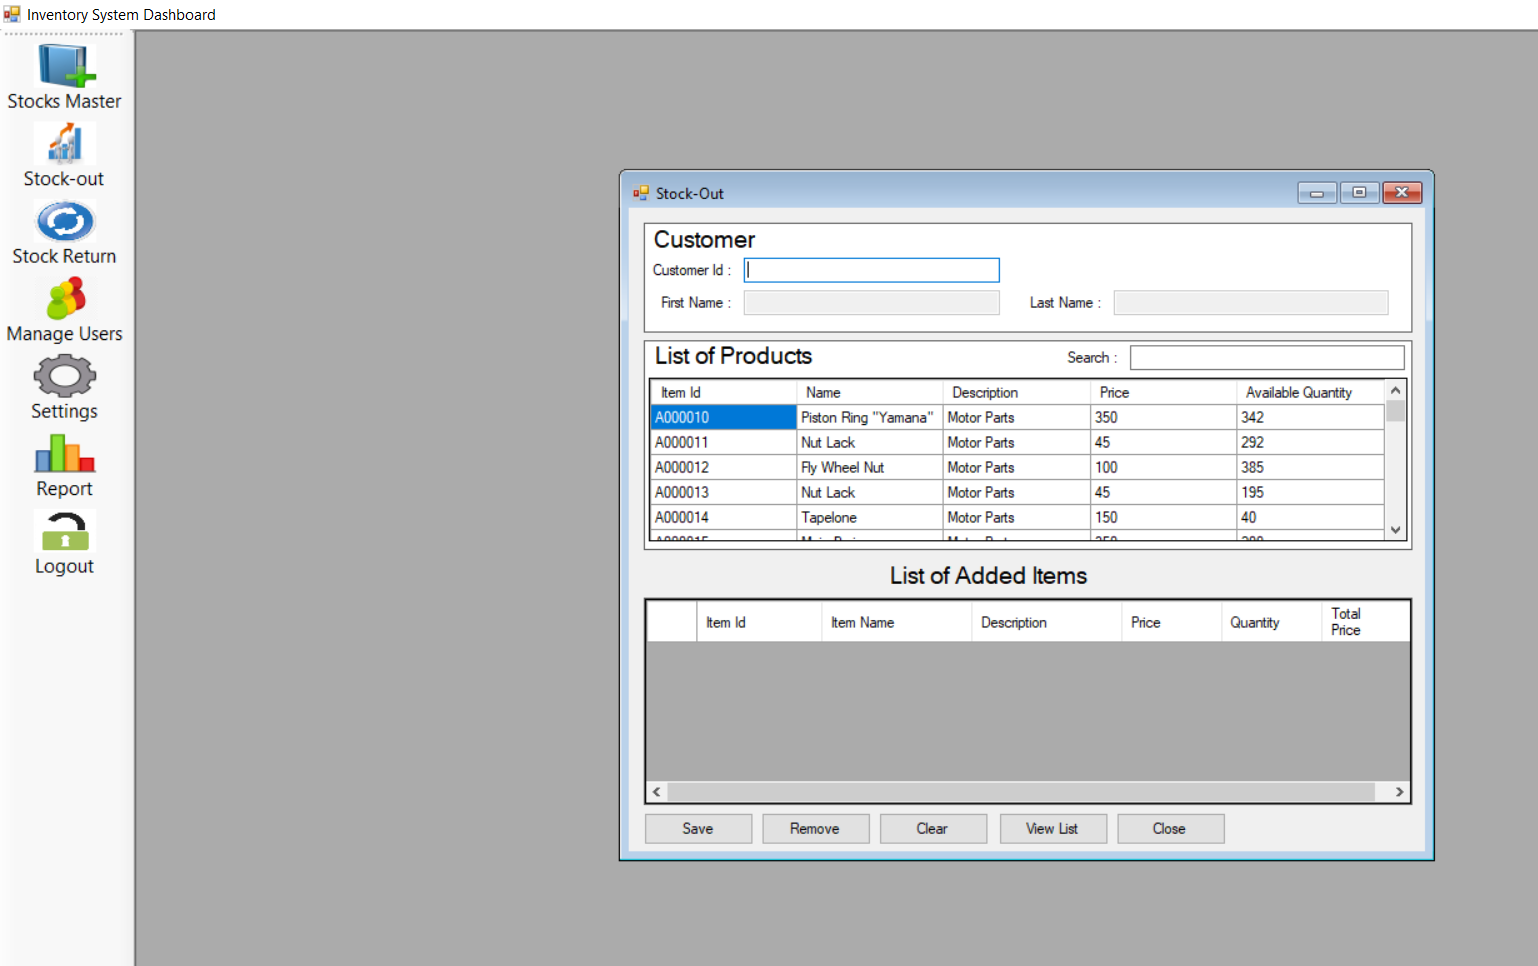 Inventory System Dashboard
Stocks Master
Stock-out
Stock Return
Manage Users
Settings
Report
Logout
Stock-Out
Customer
Customer Id :
First Name :
Last Name :
List of Products
Search :
Item Id Name Description Price Available Quantity
A000010 Piston Ring "Yamana" Motor Parts 350 342
A000011 Nut Lack Motor Parts 45 292
A000012 Fly Wheel Nut Motor Parts 100 385
A000013 Nut Lack Motor Parts 45 195
A000014 Tapelone Motor Parts 150 40
List of Added Items
Item Id Item Name Description Price Quantity Total Price
Save Remove Clear View List Close